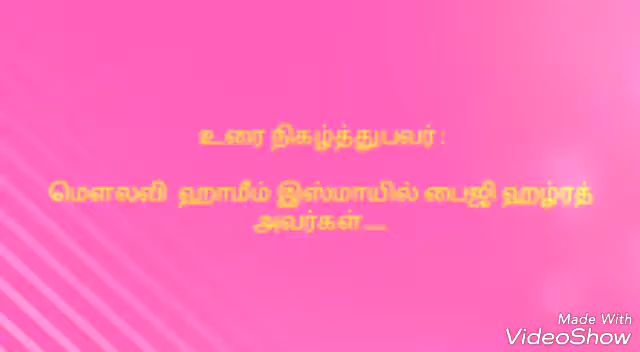 உரை நிகழ்த்துபவர் :
மௌலவி ஹாமீம் இஸ்மாயில் பைஜி ஹழ்ரத்
அவர்கள்.....
Made With
VideoShow